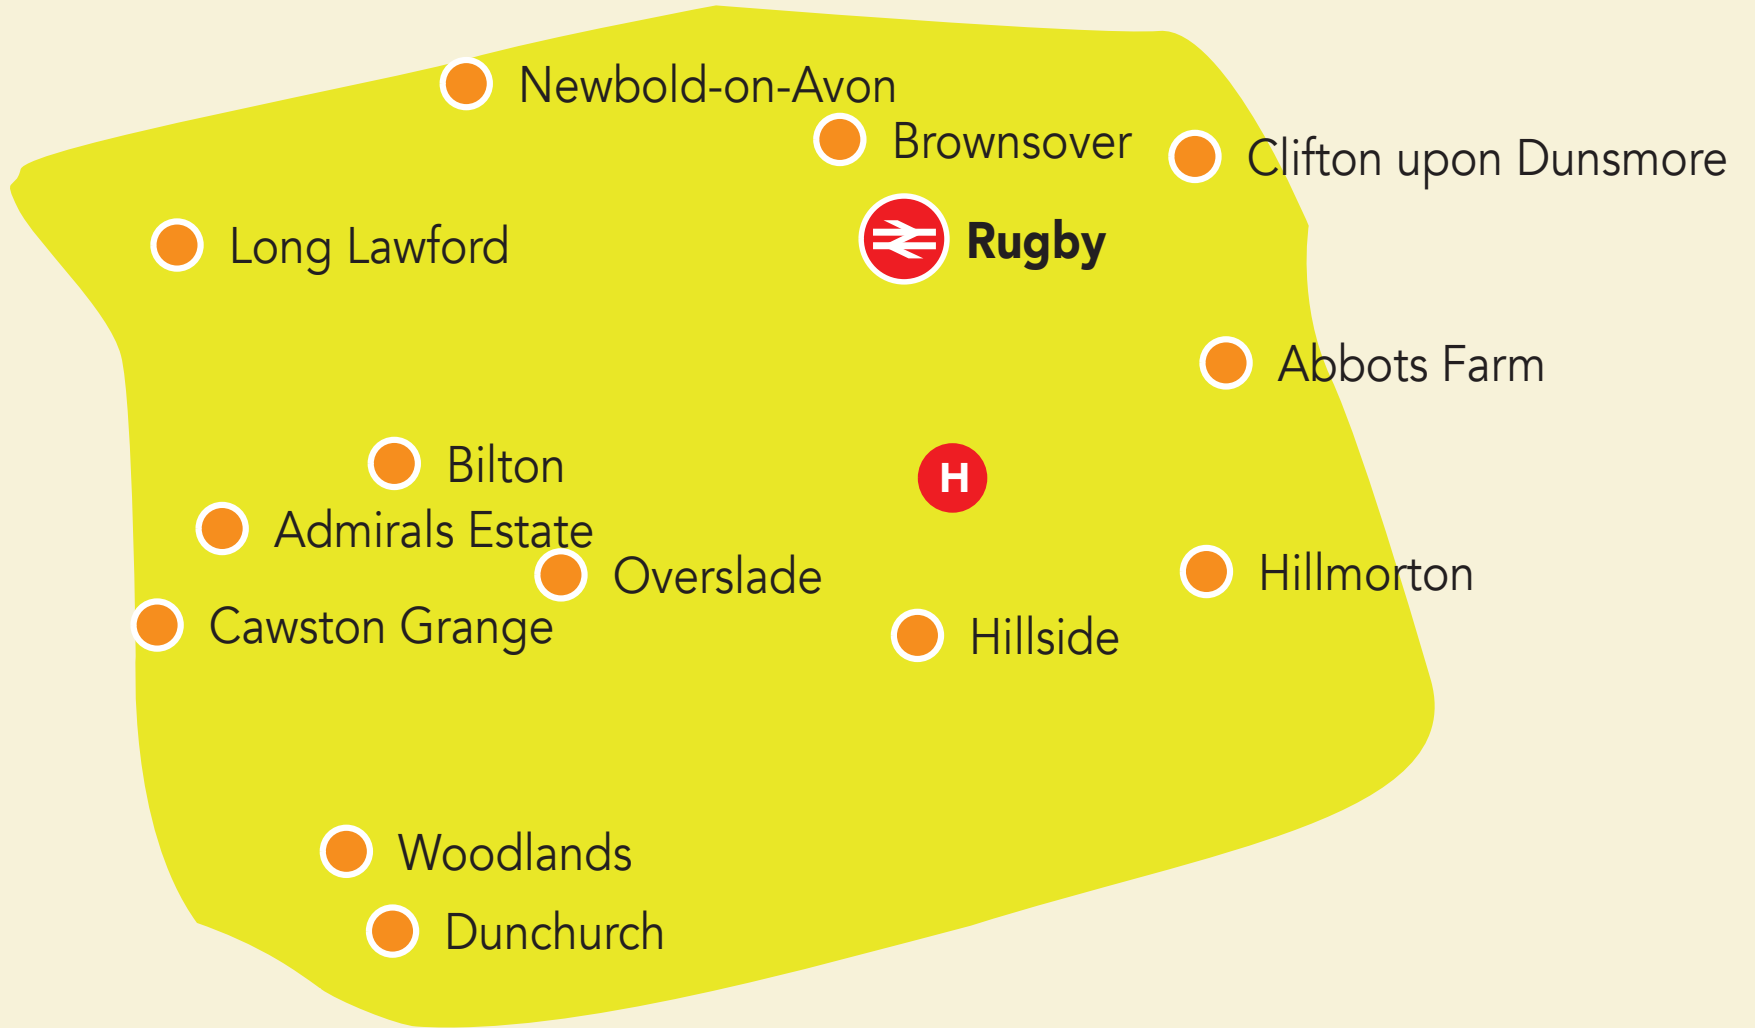 Newbold-on-Avon
Brownsover
Clifton upon Dunsmore
Long Lawford
Rugby
Abbots Farm
Bilton
H
Admirals Estate
Overslade
Hillmorton
Cawston Grange
Hillside
Woodlands
Dunchurch